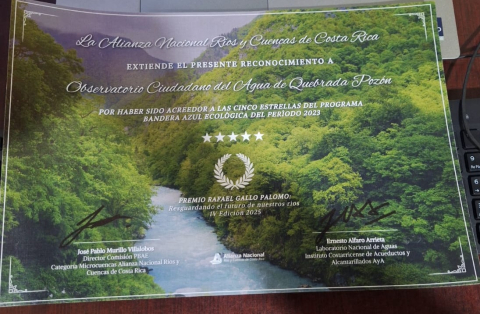 La Alianza Nacional Ríos y Cuencas de Costa Rica
EXTIENDE EL PRESENTE RECONOCIMIENTO A
Observatorio Ciudadano del Agua de Quebrada Pozón
POR HABER SIDO ACREEDOR A LAS CINCO ESTRELLAS DEL PROGRAMA
BANDERA AZUL ECOLÓGICA DEL PERÍODO 2023
PREMIO RAFAEL GALLO PALOMO:
Resguardando el futuro de nuestros ríos
IV Edición 2025
José Pablo Murillo Villalobos
Director Comisión PBAE
Categoría Microcuencas Alianza Nacional Ríos y
Cuencas de Costa Rica
Alianza Nacional
Ernesto Alfaro Arrieta
Laboratorio Nacional de Aguas
Instituto Costarricense de Acueductos y
Alcantarillados AyA